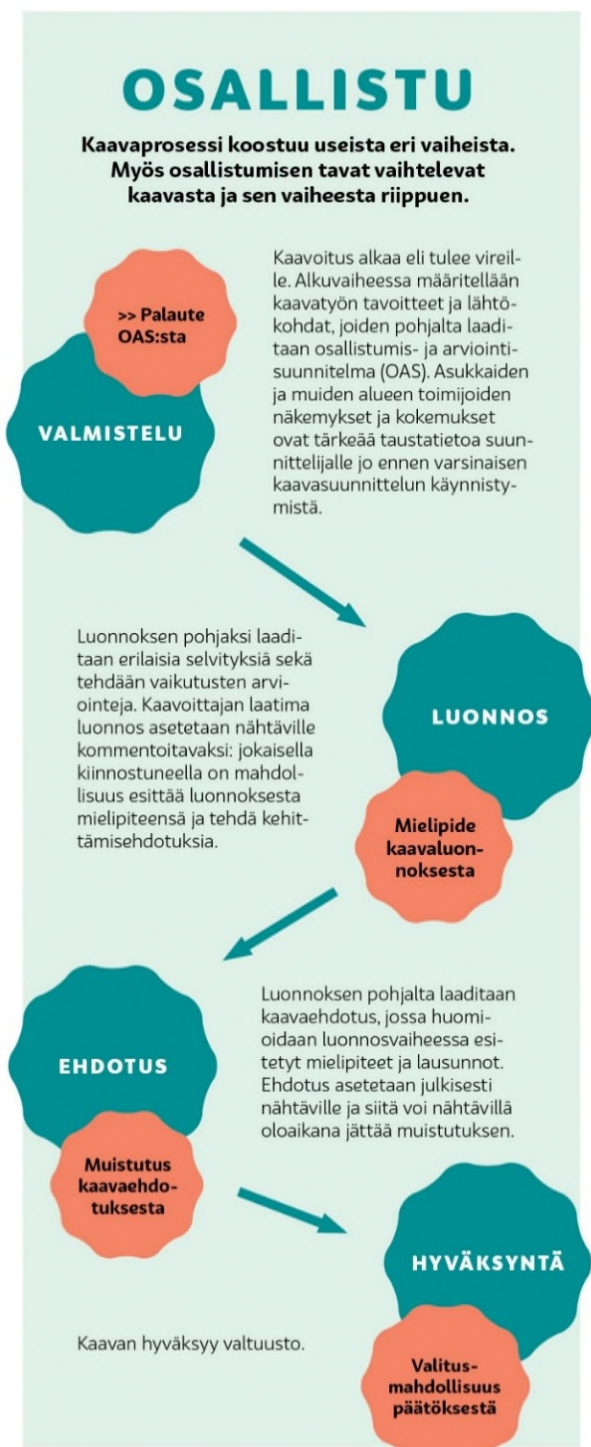 OSALLISTU
Kaavaprosessi koostuu useista eri vaiheista.
Myös osallistumisen tavat vaihtelevat
kaavasta ja sen vaiheesta riippuen.
>> Palaute
OAS:sta
VALMISTELU
Kaavoitus alkaa eli tulee vireil-
le. Alkuvaiheessa määritellään
kaavatyön tavoitteet ja lähtö-
kohdat, joiden pohjalta laadi-
taan osallistumis- ja arviointi-
suunnitelma (OAS). Asukkaiden
ja muiden alueen toimijoiden
näkemykset ja kokemukset
ovat tärkeää taustatietoa suun-
nittelijalle jo ennen varsinaisen
kaavasuunnittelun käynnisty-
mistä.
Luonnoksen pohjaksi laadi-
taan erilaisia selvityksiä sekä
tehdään vaikutusten arvi-
ointeja. Kaavoittajan laatima
luonnos asetetaan nähtäville
kommentoitavaksi: jokaisella
kiinnostuneella on mahdol-
lisuus esittää luonnoksesta
mielipiteensä ja tehdä kehit-
tämisehdotuksia.
LUONNOS
Mielipide
kaavaluon-
noksesta
EHDOTUS
Muistutus
kaavaehdo-
tuksesta
Luonnoksen pohjalta laaditaan
kaavaehdotus, jossa huomi-
oidaan luonnosvaiheessa esi-
tetyt mielipiteet ja lausunnot.
Ehdotus asetetaan julkisesti
nähtäville ja siitä voi nähtävillä
oloaikana jättää muistutuksen.
HYVÄKSYNTÄ
Kaavan hyväksyy valtuusto.
Valitus-
mahdollisuus
päätöksestä